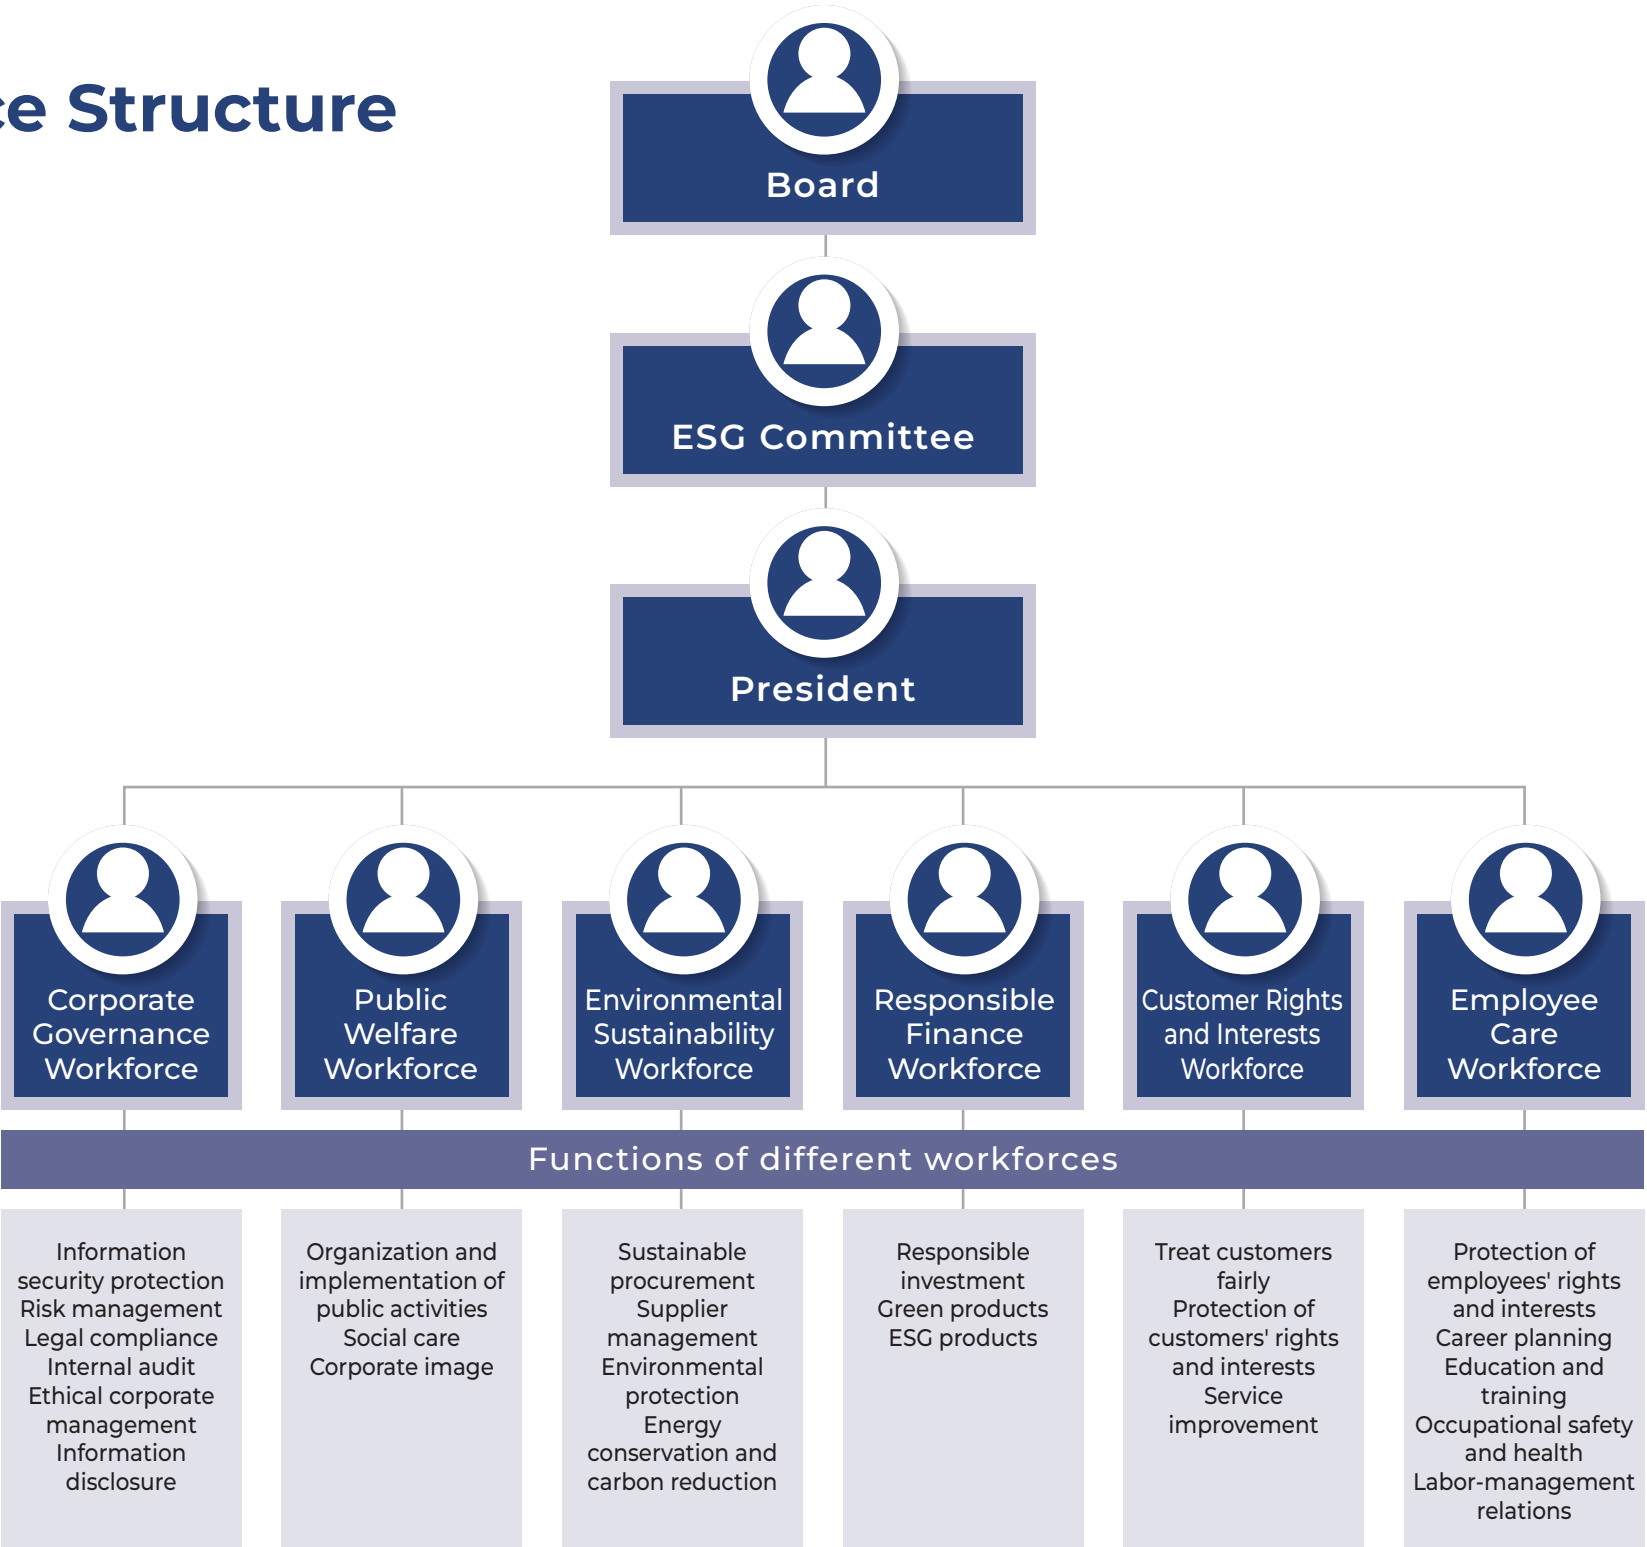 ce Structure
Board
ESG Committee
President
Corporate
Governance
Workforce
Public
Welfare
Workforce
Environmental
Sustainability
Workforce
Responsible
Finance
Workforce
Customer Rights
and Interests
Workforce
Employee
Care
Workforce
Functions of different workforces
Information
security protection
Risk management
Legal compliance
Internal audit
Ethical corporate
management
Information
disclosure
Organization and
implementation of
public activities
Social care
Corporate image
Sustainable
procurement
Supplier
management
Environmental
protection
Energy
conservation and
carbon reduction
Responsible
investment
Green products
ESG products
Treat customers
fairly
Protection of
customers' rights
and interests
Service
improvement
Protection of
employees' rights
and interests
Career planning
Education and
training
Occupational safety
and health
Labor-management
relations